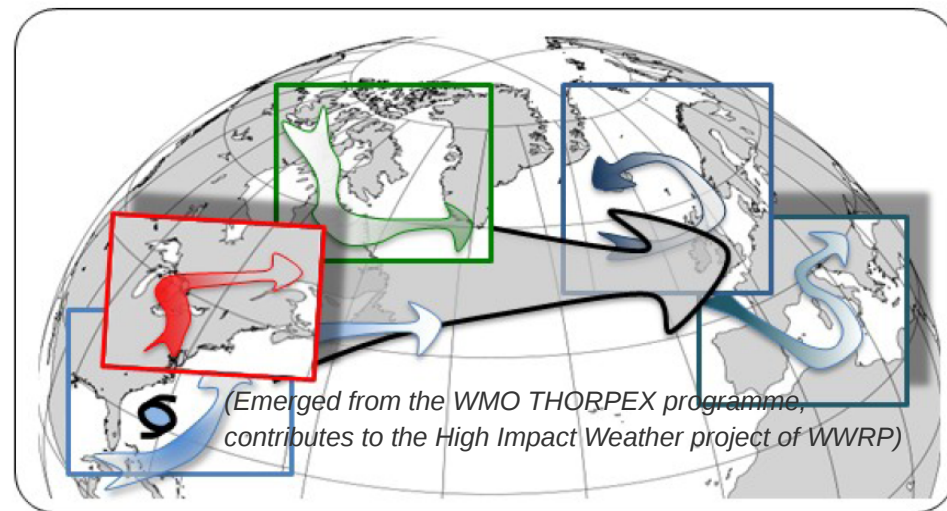 (Emerged from the WMO THORPEX programme,
contributes to the High Impact Weather project of WWRP)